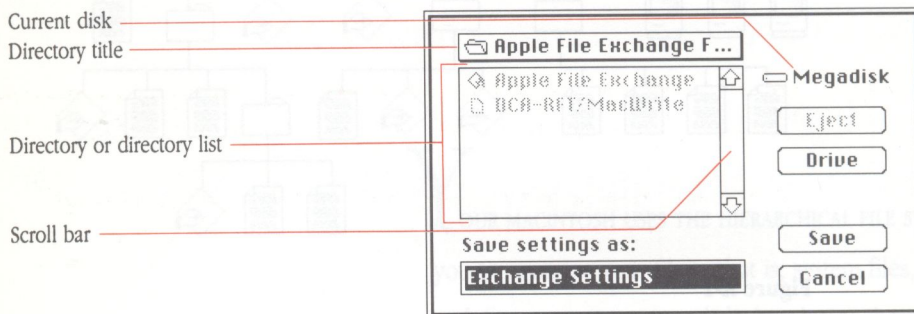 Current disk
Directory title
Directory or directory list
Scroll bar
Apple File Exchange F...
Apple File Exchange
DCA-RFT/MacWrite
Megadisk
Eject
Drive
Save settings as:
Exchange Settings
Save
Cancel